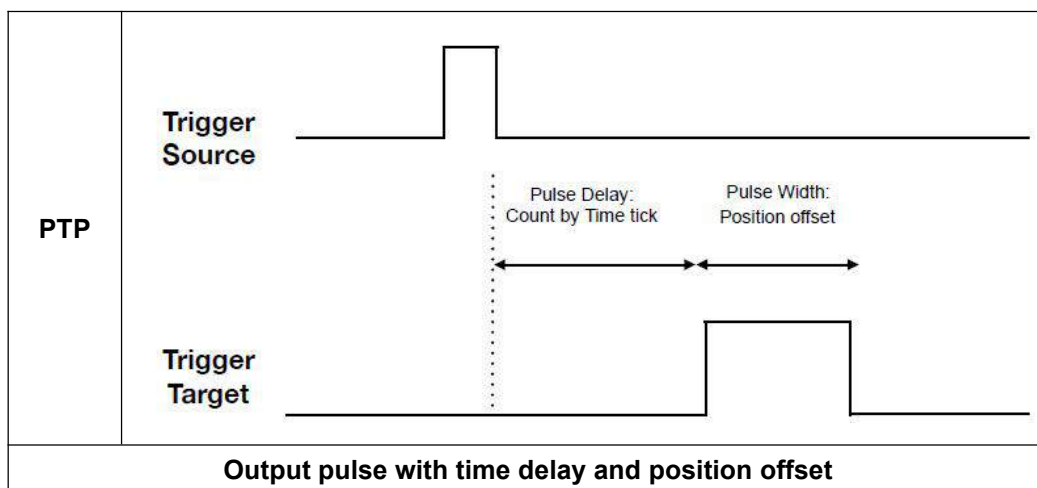 PTP
Trigger
Source
Pulse Delay:
Count by Time tick
Pulse Width:
Position offset
Trigger
Target
Output pulse with time delay and position offset